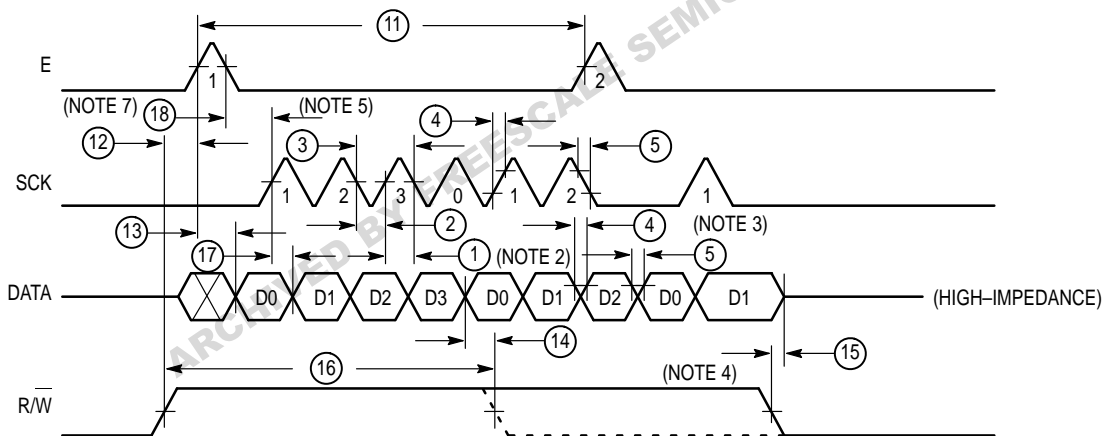 11
E
1
2
(NOTE 7)
18
(NOTE 5)
4
12
3
5
SCK
1
2
3
0
1
2
1
13
2
4
(NOTE 3)
17
1
(NOTE 2)
5
DATA
D0
D1
D2
D3
D0
D1
D2
D0
D1
(HIGH–IMPEDANCE)
14
15
16
(NOTE 4)
R/W
ARCHIVED BY FREESCALE SEMIC